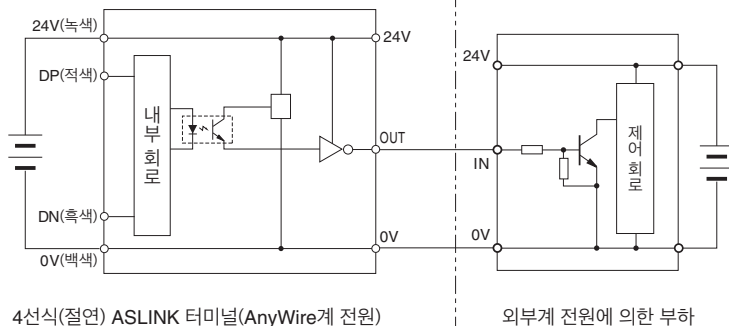 24V(녹색)
DP(적색)
DN(흑색)
0V(백색)
내부 회로
24V
OUT
0V
24V
IN
0V
제어 회로
4선식(절연) ASLINK 터미널(AnyWire계 전원)
외부계 전원에 의한 부하